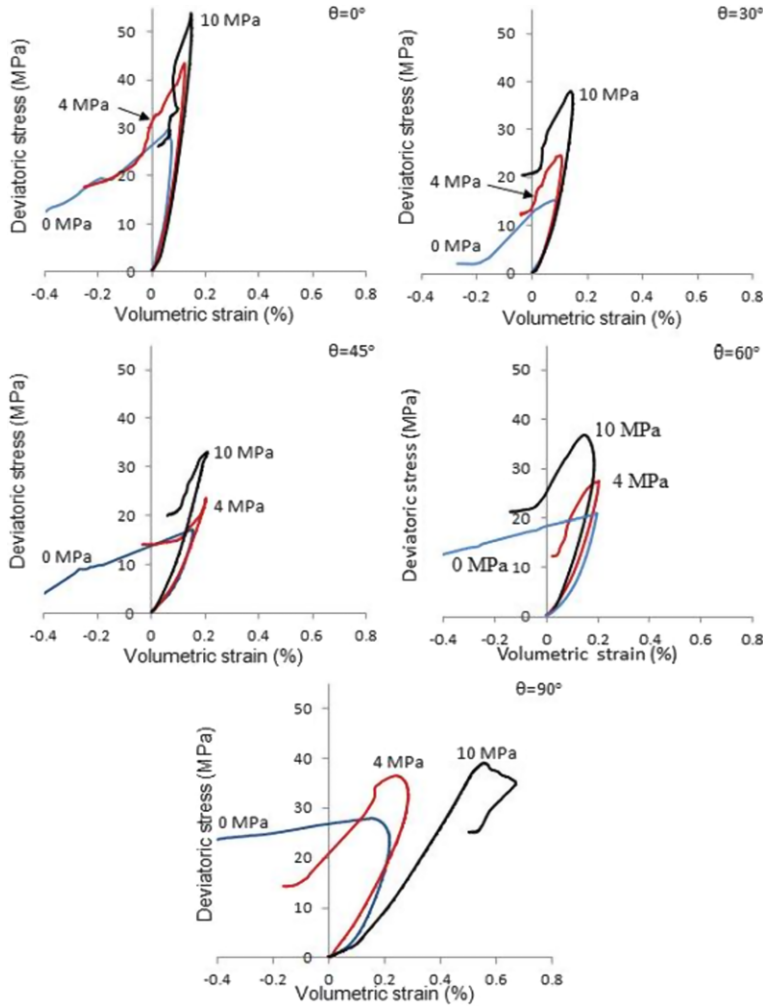 θ=0°
Deviatoric stress (MPa)
50
40
30
20
10
0
10 MPa
4 MPa
0 MPa
-0.4 -0.2 0 0.2 0.4 0.6 0.8
Volumetric strain (%)
θ=30°
Deviatoric stress (MPa)
50
40
30
20
10
0
10 MPa
4 MPa
0 MPa
-0.4 -0.2 0 0.2 0.4 0.6 0.8
Volumetric strain (%)
θ=45°
Deviatoric stress (MPa)
50
40
30
20
10
0
10 MPa
4 MPa
0 MPa
-0.4 -0.2 0 0.2 0.4 0.6 0.8
Volumetric strain (%)
θ=60°
Deviatoric stress (MPa)
50
40
30
20
10
0
10 MPa
4 MPa
0 MPa
-0.4 -0.2 0 0.2 0.4 0.6 0.8
Volumetric strain (%)
θ=90°
Deviatoric stress (MPa)
50
40
30
20
10
0
4 MPa
10 MPa
0 MPa
-0.4 -0.2 0 0.2 0.4 0.6 0.8
Volumetric strain (%)